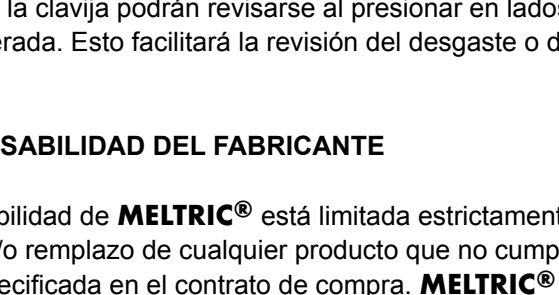 la clavija podrán revisarse al presionar en lados
rada. Esto facilitará la revisión del desgaste o d
SABILIDAD DEL FABRICANTE
bilidad de MELTRIC® está limitada estrictament
/o remplazo de cualquier producto que no cump
ecificada en el contrato de compra. MELTRIC®